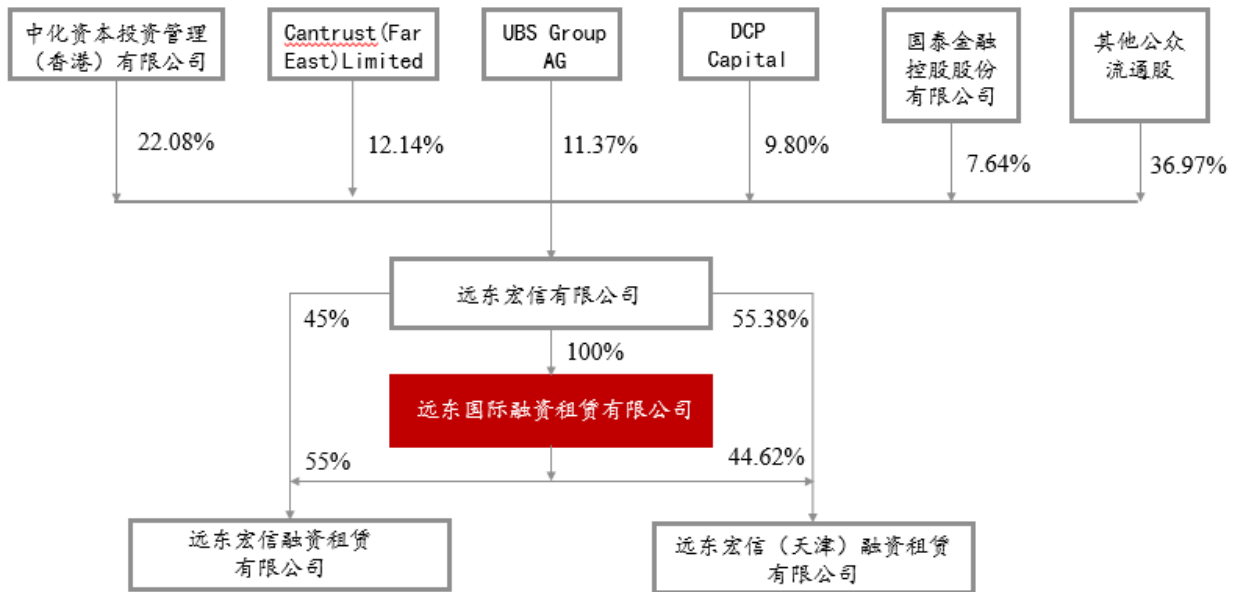 中化资本投资管理
（香港）有限公司
Cantrust(Far
East)Limited
UBS Group
AG
DCP
Capital
国泰金融
控股股份
有限公司
其他公众
流通股
22.08%
12.14%
11.37%
9.80%
7.64%
36.97%
远东宏信有限公司
45%
55.38%
100%
远东国际融资租赁有限公司
55%
44.62%
远东宏信融资租赁
有限公司
远东宏信（天津）融资租赁
有限公司